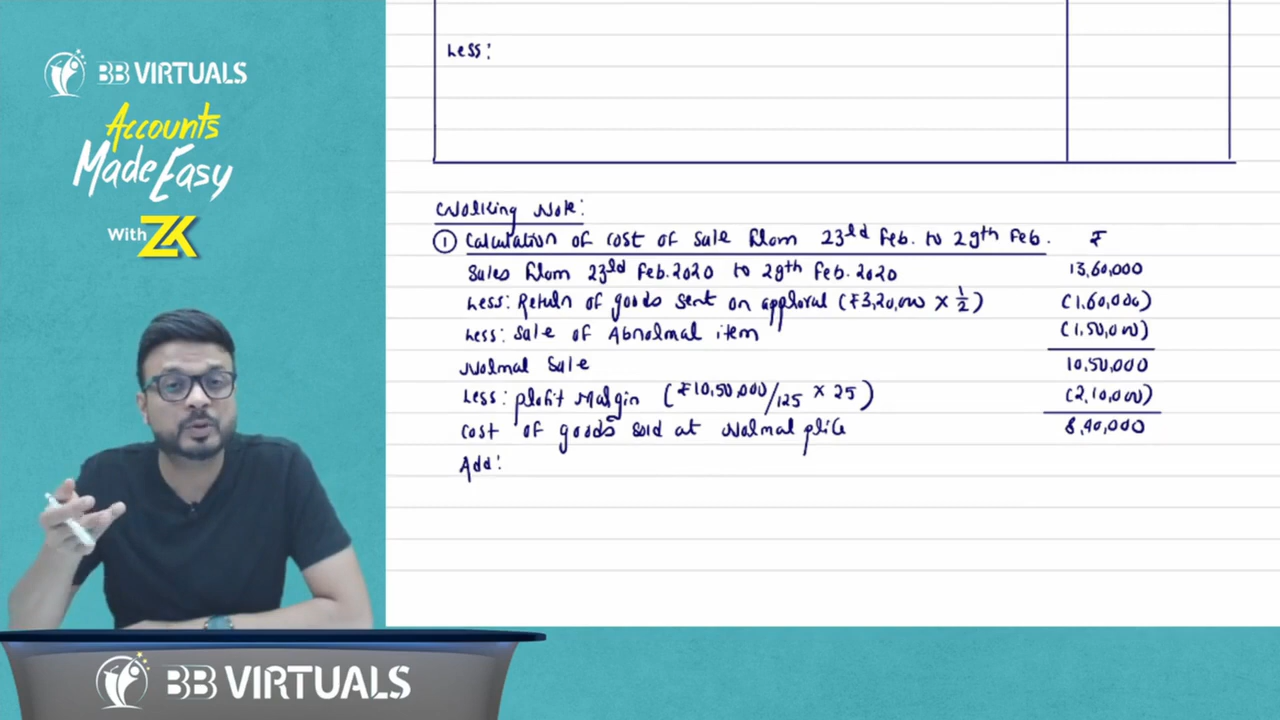 BB VIRTUALS
Accounts
Made Easy
With ZK
Less:
Working Note:
① Calculation of cost of sale from 23rd Feb. to 29th Feb. ₹
Sales from 23rd Feb. 2020 to 29th Feb. 2020 13,60,000
Less: Return of goods sent on approval (₹3,20,000 × 1/2) (1,60,000)
Less: Sale of Abnormal item (1,50,000)
Normal Sale 10,50,000
Less: Profit Margin (₹10,50,000/125 × 25) (2,10,000)
Cost of goods sold at Normal price 8,40,000
Add:
BB VIRTUALS